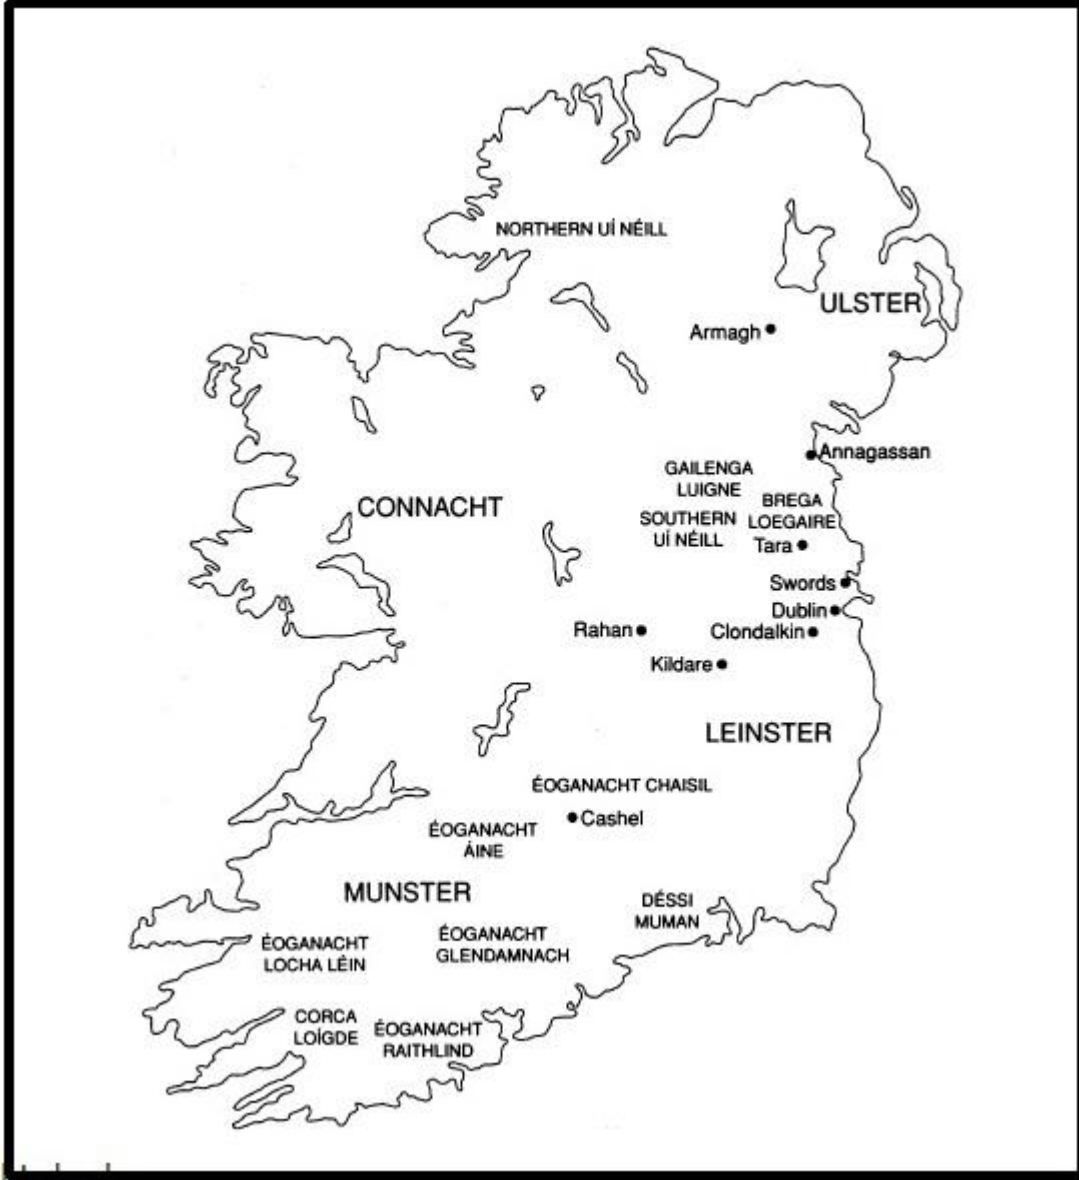 NORTHERN UÍ NÉILL
ULSTER
Armagh
Annagassan
GAILENGA
LUIGNE
BREGA
LOEGAIRE
CONNACHT
SOUTHERN
UÍ NÉILL
Tara
Swords
Dublin
Rahan
Clondalkin
Kildare
LEINSTER
ÉOGANACHT CHAISIL
Cashel
ÉOGANACHT
ÁINE
MUNSTER
DÉSSI
MUMAN
ÉOGANACHT
LOCHA LÉIN
ÉOGANACHT
GLENDAMNACH
CORCA
LOÍGDE
ÉOGANACHT
RAITHLIND